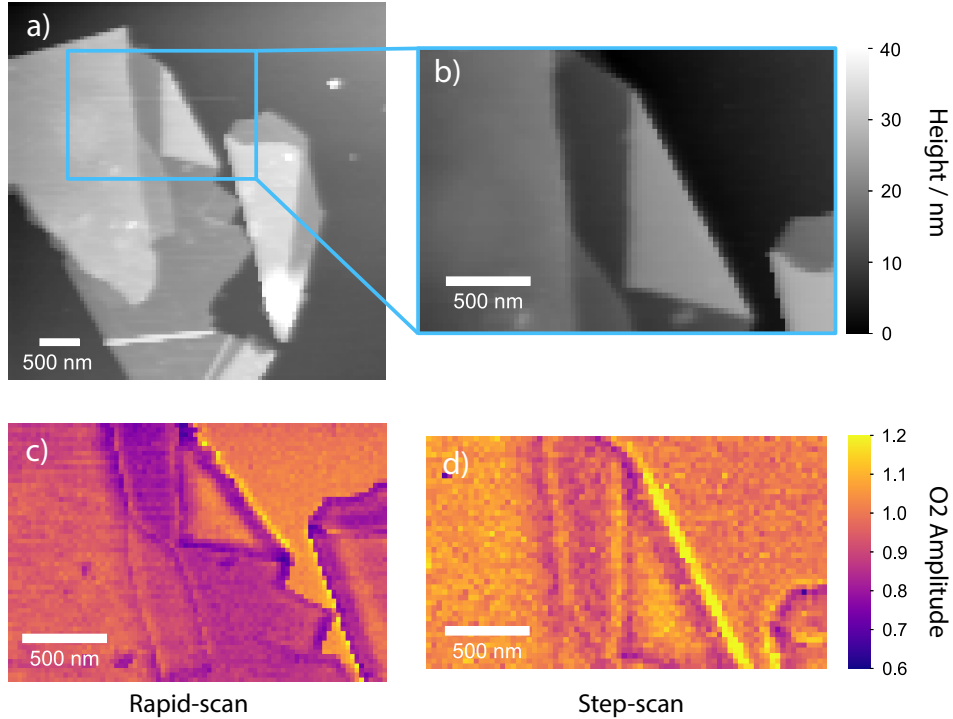 a)
500 nm
b)
500 nm
40
30
20
10
0
Height / nm
c)
500 nm
Rapid-scan
d)
500 nm
Step-scan
1.2
1.1
1.0
0.9
0.8
0.7
0.6
O2 Amplitude